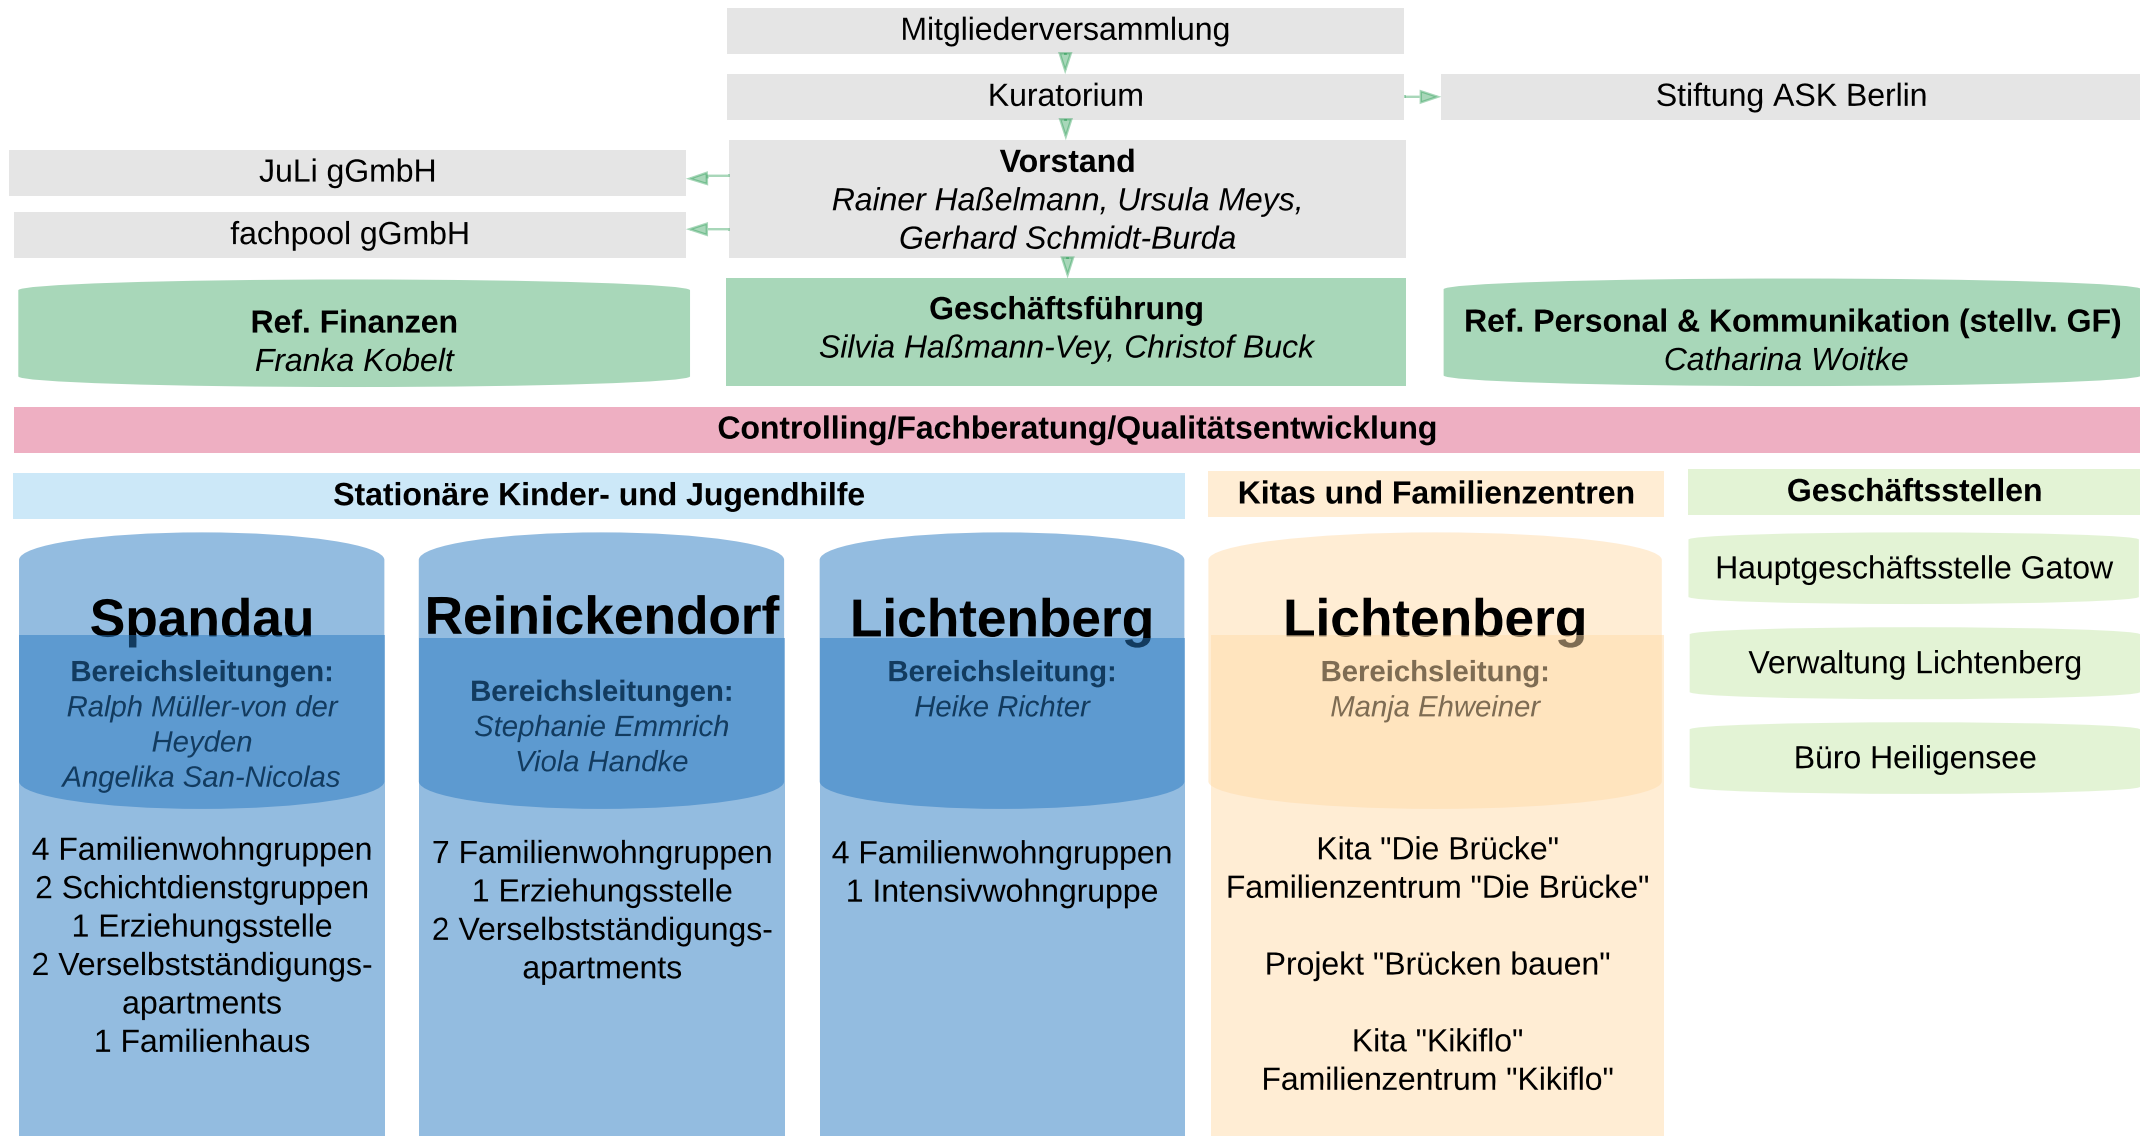 Mitgliederversammlung
Kuratorium
Stiftung ASK Berlin
JuLi gGmbH
fachpool gGmbH
Vorstand
Rainer Haßelmann, Ursula Meys,
Gerhard Schmidt-Burda
Ref. Finanzen
Franka Kobelt
Geschäftsführung
Silvia Haßmann-Vey, Christof Buck
Ref. Personal & Kommunikation (stellv. GF)
Catharina Woitke
Controlling/Fachberatung/Qualitätsentwicklung
Stationäre Kinder- und Jugendhilfe
Spandau
Bereichsleitungen:
Ralph Müller-von der
Heyden
Angelika San-Nicolas
4 Familienwohngruppen
2 Schichtdienstgruppen
1 Erziehungsstelle
2 Verselbstständigungs-
apartments
1 Familienhaus
Reinickendorf
Bereichsleitungen:
Stephanie Emmrich
Viola Handke
7 Familienwohngruppen
1 Erziehungsstelle
2 Verselbstständigungs-
apartments
Lichtenberg
Bereichsleitung:
Heike Richter
4 Familienwohngruppen
1 Intensivwohngruppe
Kitas und Familienzentren
Lichtenberg
Bereichsleitung:
Manja Ehweiner
Kita "Die Brücke"
Familienzentrum "Die Brücke"
Projekt "Brücken bauen"
Kita "Kikiflo"
Familienzentrum "Kikiflo"
Geschäftsstellen
Hauptgeschäftsstelle Gatow
Verwaltung Lichtenberg
Büro Heiligensee